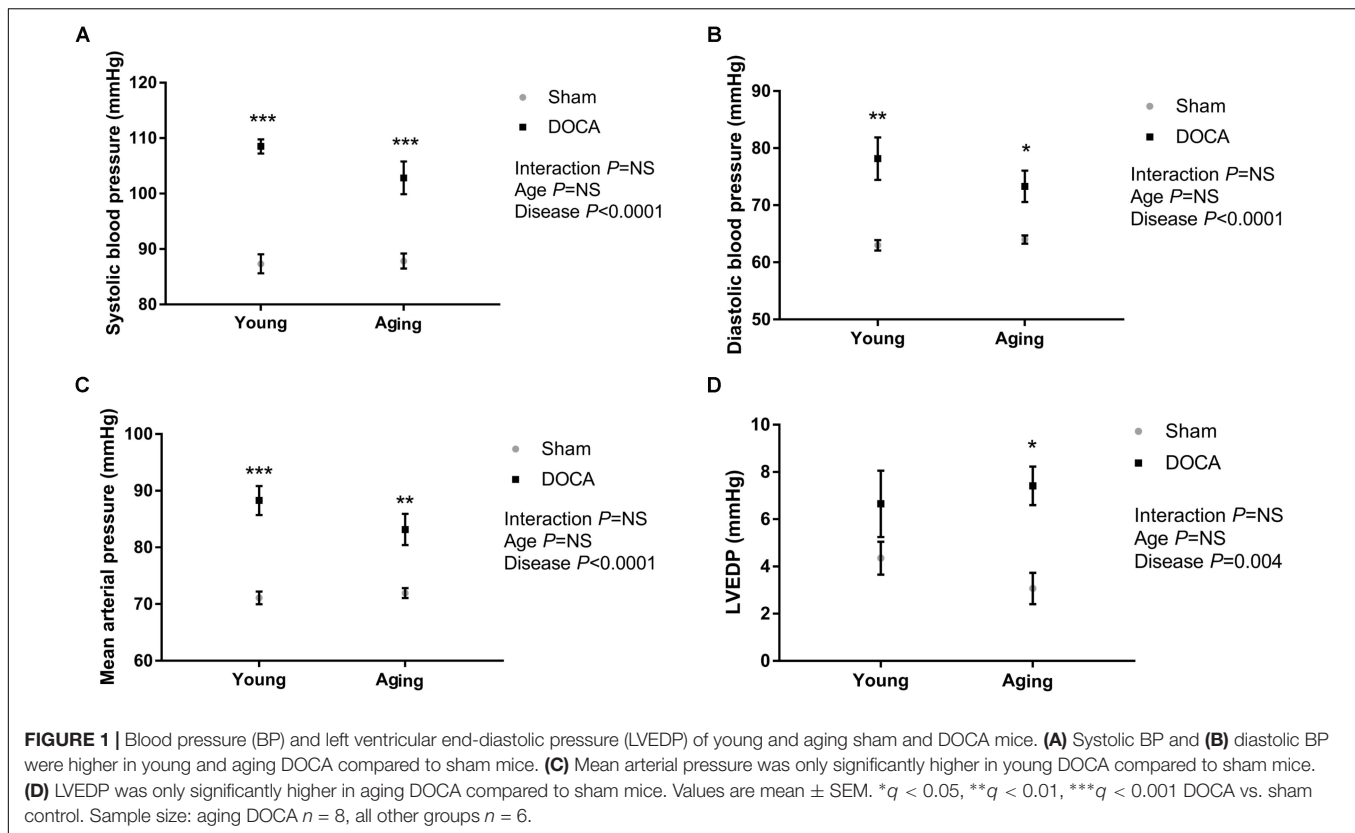 A
Systolic blood pressure (mmHg)
120
110
100
90
80
***
***
Young
Aging
Sham
DOCA
Interaction P=NS
Age P=NS
Disease P<0.0001
B
Diastolic blood pressure (mmHg)
90
80
70
60
50
**
*
Young
Aging
Sham
DOCA
Interaction P=NS
Age P=NS
Disease P<0.0001
C
Mean arterial pressure (mmHg)
100
90
80
70
60
***
**
Young
Aging
Sham
DOCA
Interaction P=NS
Age P=NS
Disease P<0.0001
D
LVEDP (mmHg)
10
8
6
4
2
0
*
Young
Aging
Sham
DOCA
Interaction P=NS
Age P=NS
Disease P=0.004
FIGURE 1 | Blood pressure (BP) and left ventricular end-diastolic pressure (LVEDP) of young and aging sham and DOCA mice. (A) Systolic BP and (B) diastolic BP
were higher in young and aging DOCA compared to sham mice. (C) Mean arterial pressure was only significantly higher in young DOCA compared to sham mice.
(D) LVEDP was only significantly higher in aging DOCA compared to sham mice. Values are mean ± SEM. *q < 0.05, **q < 0.01, ***q < 0.001 DOCA vs. sham
control. Sample size: aging DOCA n = 8, all other groups n = 6.